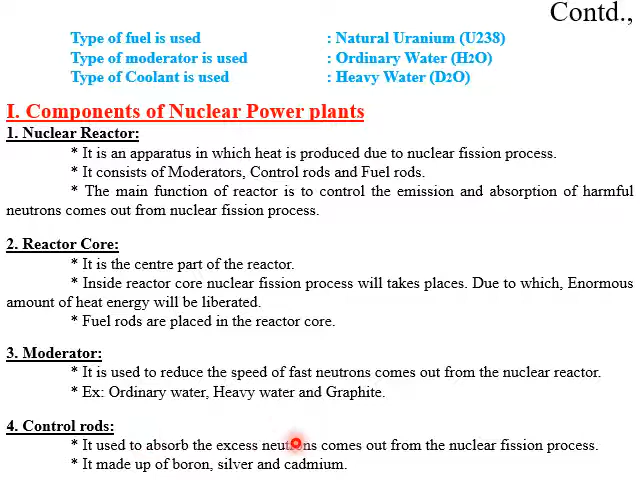 Contd.,
Type of fuel is used : Natural Uranium (U238)
Type of moderator is used : Ordinary Water (H2O)
Type of Coolant is used : Heavy Water (D2O)
I. Components of Nuclear Power plants
1. Nuclear Reactor:
* It is an apparatus in which heat is produced due to nuclear fission process.
* It consists of Moderators, Control rods and Fuel rods.
* The main function of reactor is to control the emission and absorption of harmful
neutrons comes out from nuclear fission process.
2. Reactor Core:
* It is the centre part of the reactor.
* Inside reactor core nuclear fission process will takes places. Due to which, Enormous
amount of heat energy will be liberated.
* Fuel rods are placed in the reactor core.
3. Moderator:
* It is used to reduce the speed of fast neutrons comes out from the nuclear reactor.
* Ex: Ordinary water, Heavy water and Graphite.
4. Control rods:
* It used to absorb the excess neutrons comes out from the nuclear fission process.
* It made up of boron, silver and cadmium.